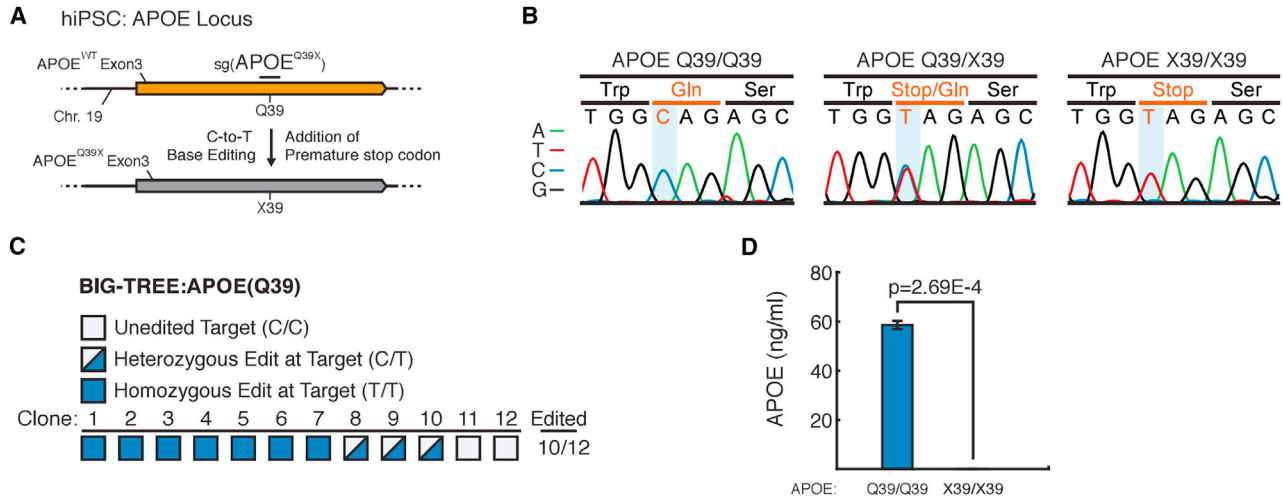 A
hiPSC: APOE Locus
APOE^WT Exon3
sg(APOE^Q39X)
Chr. 19
Q39
C-to-T
Base Editing
Addition of
Premature stop codon
APOE^Q39X Exon3
X39
B
APOE Q39/Q39
Trp Gln Ser
T G G C A G A G C
APOE Q39/X39
Trp Stop/Gln Ser
T G G T A G A G C
APOE X39/X39
Trp Stop Ser
T G G T A G A G C
A
T
C
G
C
BIG-TREE:APOE(Q39)
Unedited Target (C/C)
Heterozygous Edit at Target (C/T)
Homozygous Edit at Target (T/T)
Clone: 1 2 3 4 5 6 7 8 9 10 11 12 Edited
10/12
D
APOE (ng/ml)
80
60
40
20
p=2.69E-4
APOE: Q39/Q39 X39/X39